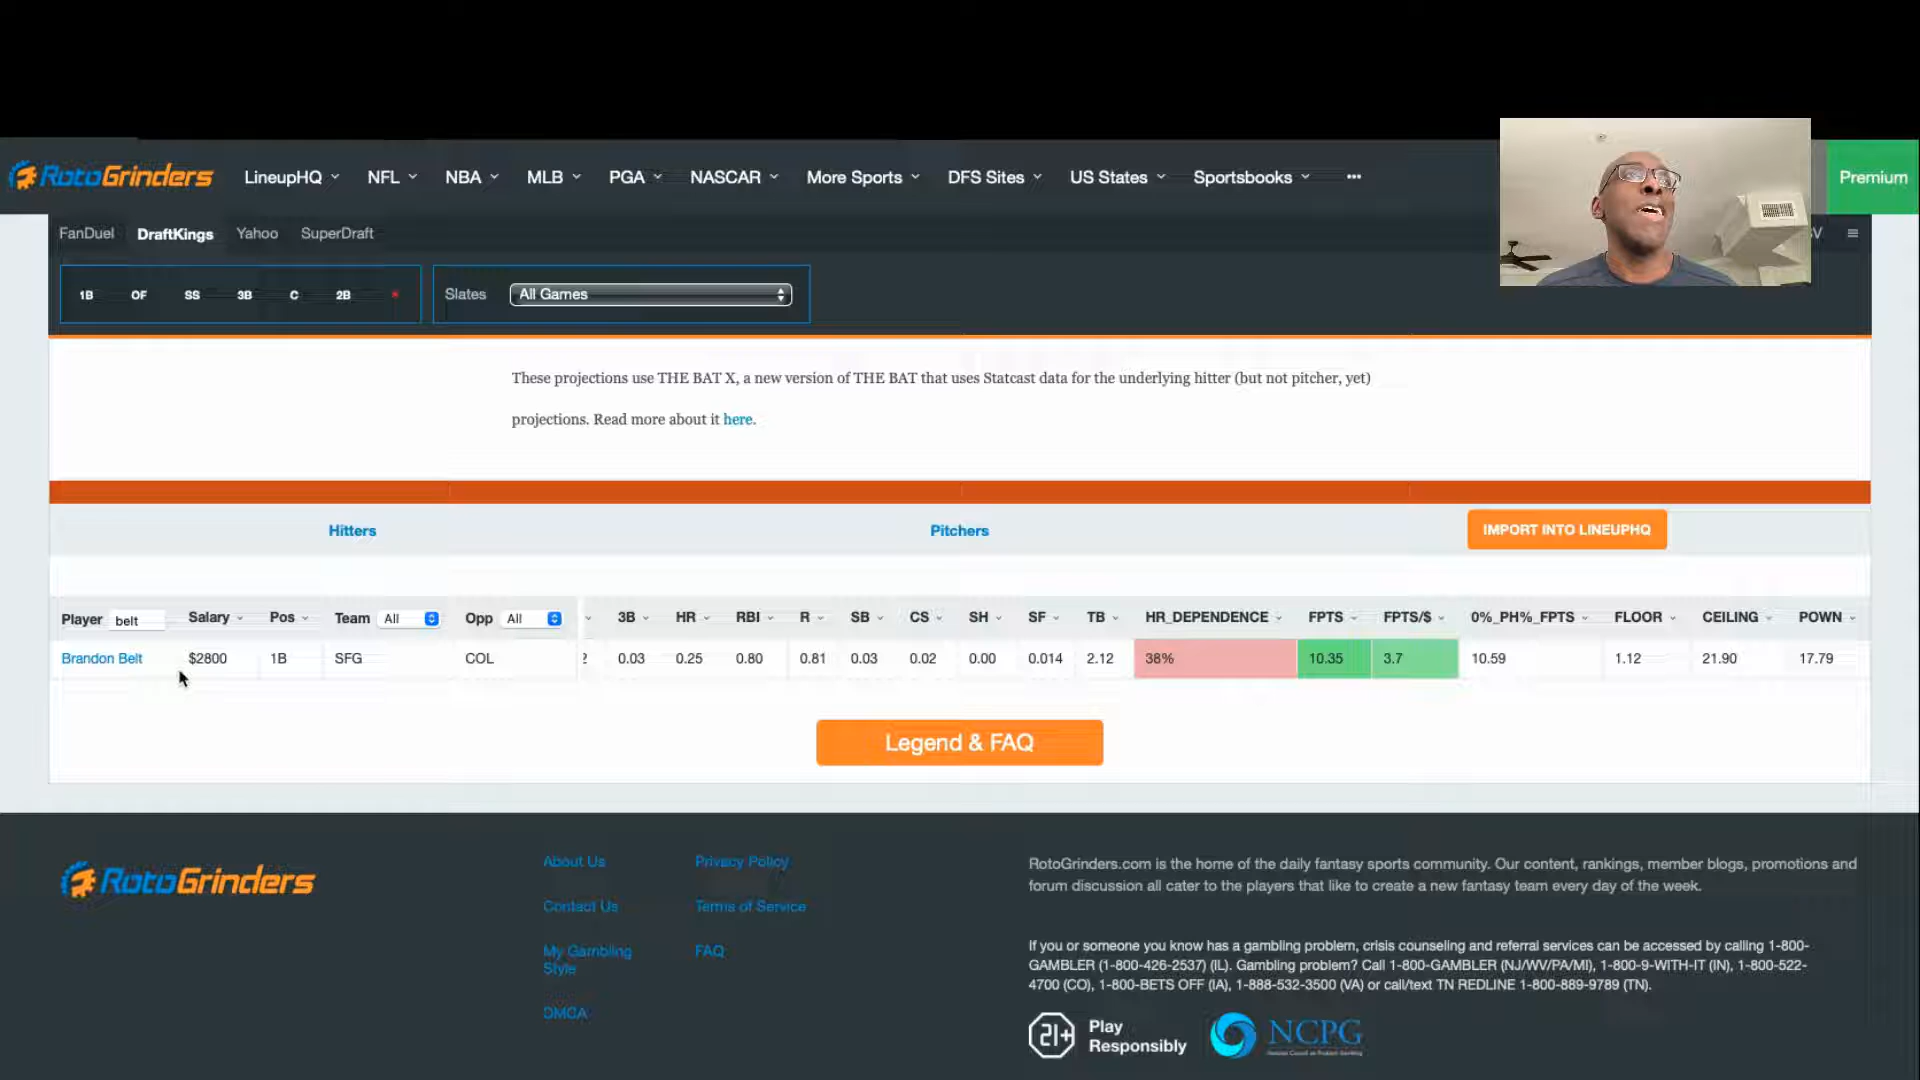 RotoGrinders
LineupHQ NFL NBA MLB PGA NASCAR More Sports DFS Sites US States Sportsbooks ••• Premium
FanDuel DraftKings Yahoo SuperDraft
1B OF SS 3B C 2B * Slates All Games
These projections use THE BAT X, a new version of THE BAT that uses Statcast data for the underlying hitter (but not pitcher, yet)
projections. Read more about it here.
Hitters Pitchers IMPORT INTO LINEUPHQ
Player belt Salary Pos Team All Opp All 3B HR RBI R SB CS SH SF TB HR_DEPENDENCE FPTS FPTS/$ 0%_PH%_FPTS FLOOR CEILING POWN
Brandon Belt $2800 1B SFG COL 0.03 0.25 0.80 0.81 0.03 0.02 0.00 0.014 2.12 38% 10.35 3.7 10.59 1.12 21.90 17.79
Legend & FAQ
RotoGrinders
About Us
Contact Us
My Gambling
Style
DMCA
Privacy Policy
Terms of Service
FAQ
RotoGrinders.com is the home of the daily fantasy sports community. Our content, rankings, member blogs, promotions and
forum discussion all cater to the players that like to create a new fantasy team every day of the week.
If you or someone you know has a gambling problem, crisis counseling and referral services can be accessed by calling 1-800-
GAMBLER (1-800-426-2537) (IL). Gambling problem? Call 1-800-GAMBLER (NJ/WV/PA/MI), 1-800-9-WITH-IT (IN), 1-800-522-
4700 (CO), 1-800-BETS OFF (IA), 1-888-532-3500 (VA) or call/text TN REDLINE 1-800-889-9789 (TN).
21+ Play
Responsibly
NCPG
National Council on Problem Gambling